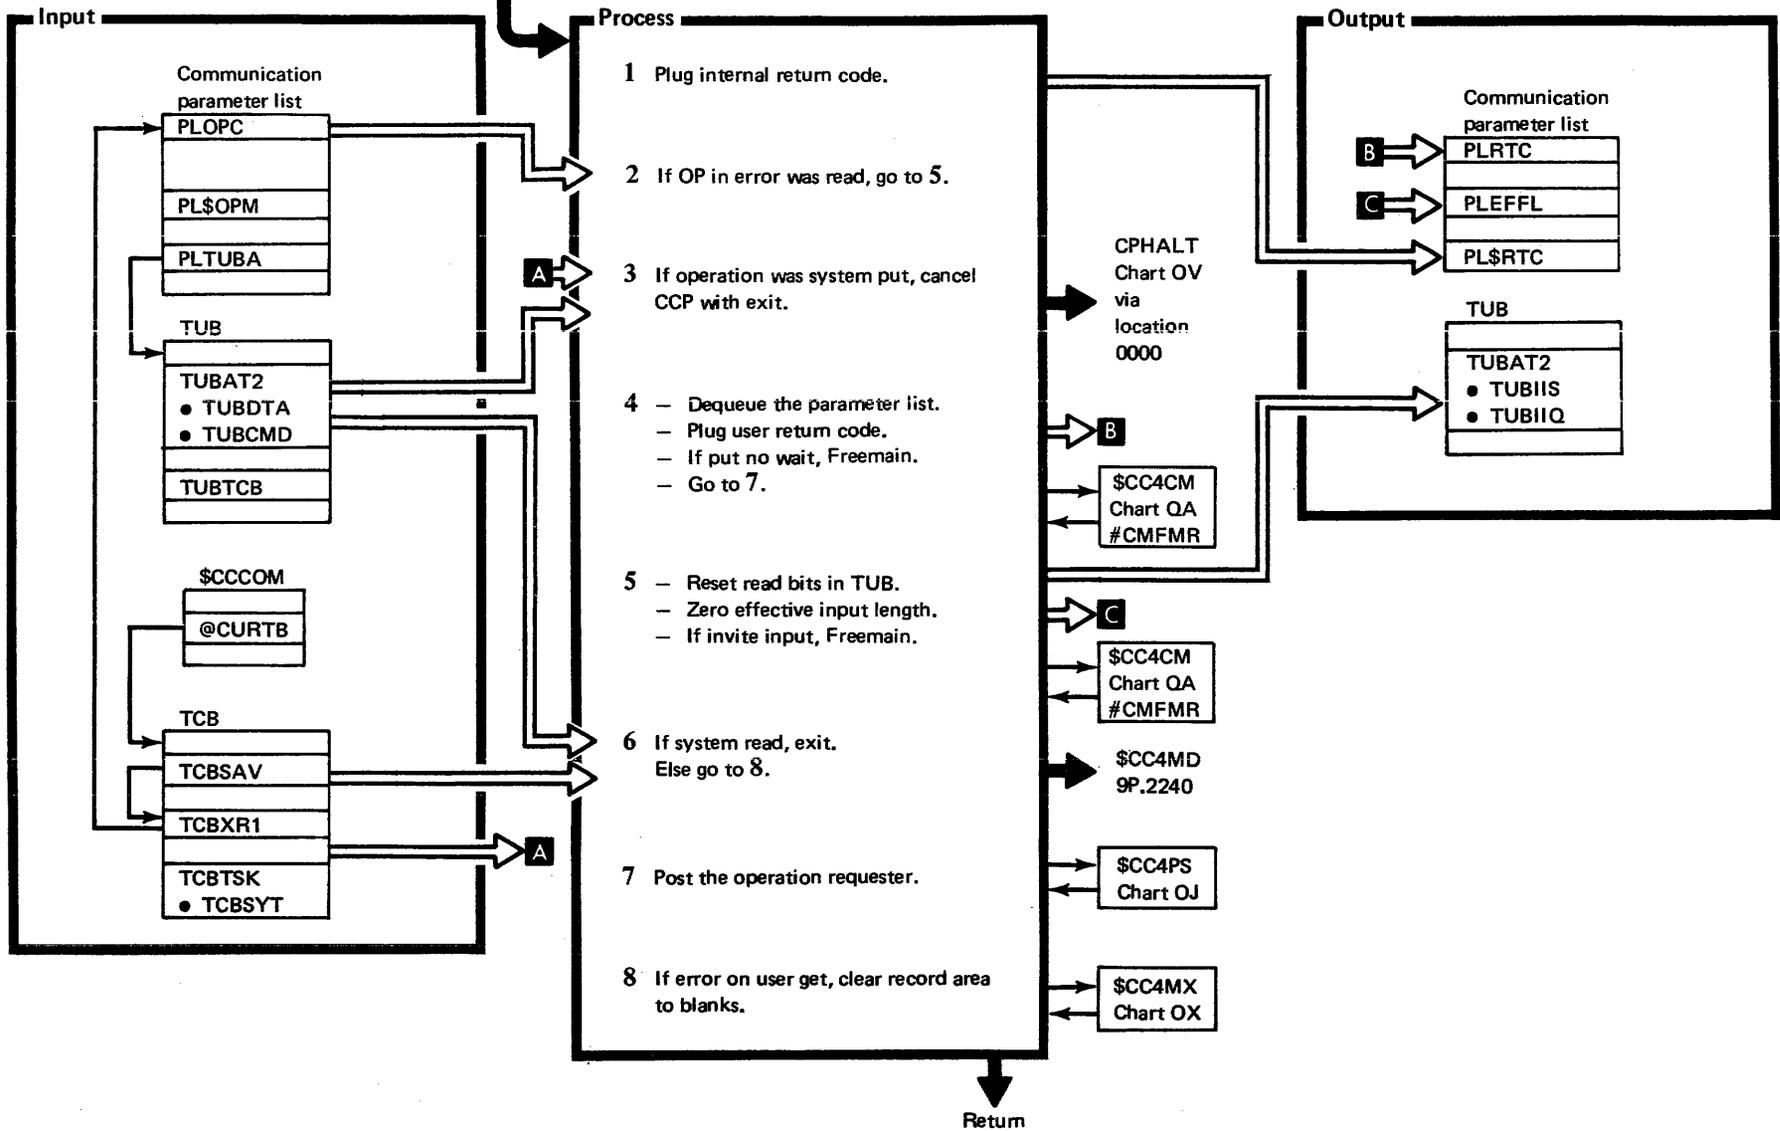 Input
Communication
parameter list
PLOPC
PL$OPM
PLTUBA
TUB
TUBAT2
● TUBDTA
● TUBCMD
TUBTCB
$CCCOM
@CURTB
TCB
TCBSAV
TCBXR1
A
TCBTSK
● TCBSYT
Process
1 Plug internal return code.
2 If OP in error was read, go to 5.
A
3 If operation was system put, cancel
CCP with exit.
4 – Dequeue the parameter list.
– Plug user return code.
– If put no wait, Freemain.
– Go to 7.
5 – Reset read bits in TUB.
– Zero effective input length.
– If invite input, Freemain.
6 If system read, exit.
Else go to 8.
7 Post the operation requester.
8 If error on user get, clear record area
to blanks.
Return
CPHALT
Chart OV
via
location
0000
B
$CC4CM
Chart QA
#CMFMR
C
$CC4CM
Chart QA
#CMFMR
$CC4MD
9P.2240
$CC4PS
Chart OJ
$CC4MX
Chart OX
Output
Communication
parameter list
B
PLRTC
C
PLEFFL
PL$RTC
TUB
TUBAT2
● TUBIIS
● TUBIIQ